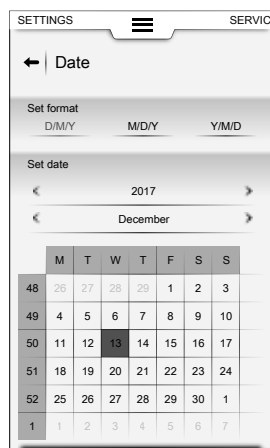 SETTINGS SERVIC
Date
Set format
D/M/Y M/D/Y Y/M/D
Set date
2017
December
M T W T F S S
48 26 27 28 29 1 2 3
49 4 5 6 7 8 9 10
50 11 12 13 14 15 16 17
51 18 19 20 21 22 23 24
52 25 26 27 28 29 30 1
1 1 2 3 4 5 6 7